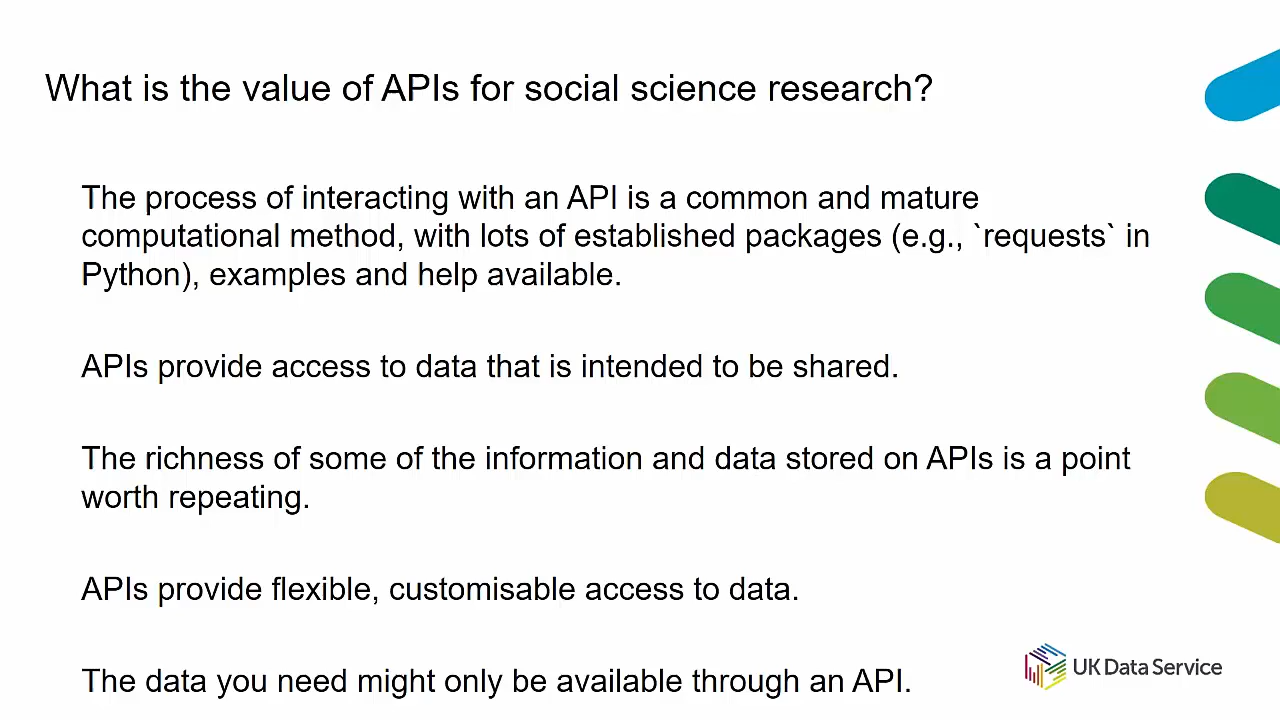 What is the value of APIs for social science research?
The process of interacting with an API is a common and mature
computational method, with lots of established packages (e.g., `requests` in
Python), examples and help available.
APIs provide access to data that is intended to be shared.
The richness of some of the information and data stored on APIs is a point
worth repeating.
APIs provide flexible, customisable access to data.
The data you need might only be available through an API.
UK Data Service